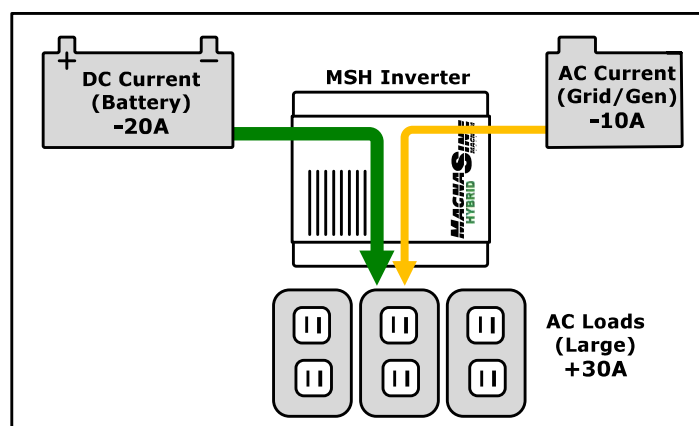 + −
DC Current
(Battery)
-20A
MSH Inverter
AC Current
(Grid/Gen)
-10A
MAGNASINE
HYBRID
AC Loads
(Large)
+30A